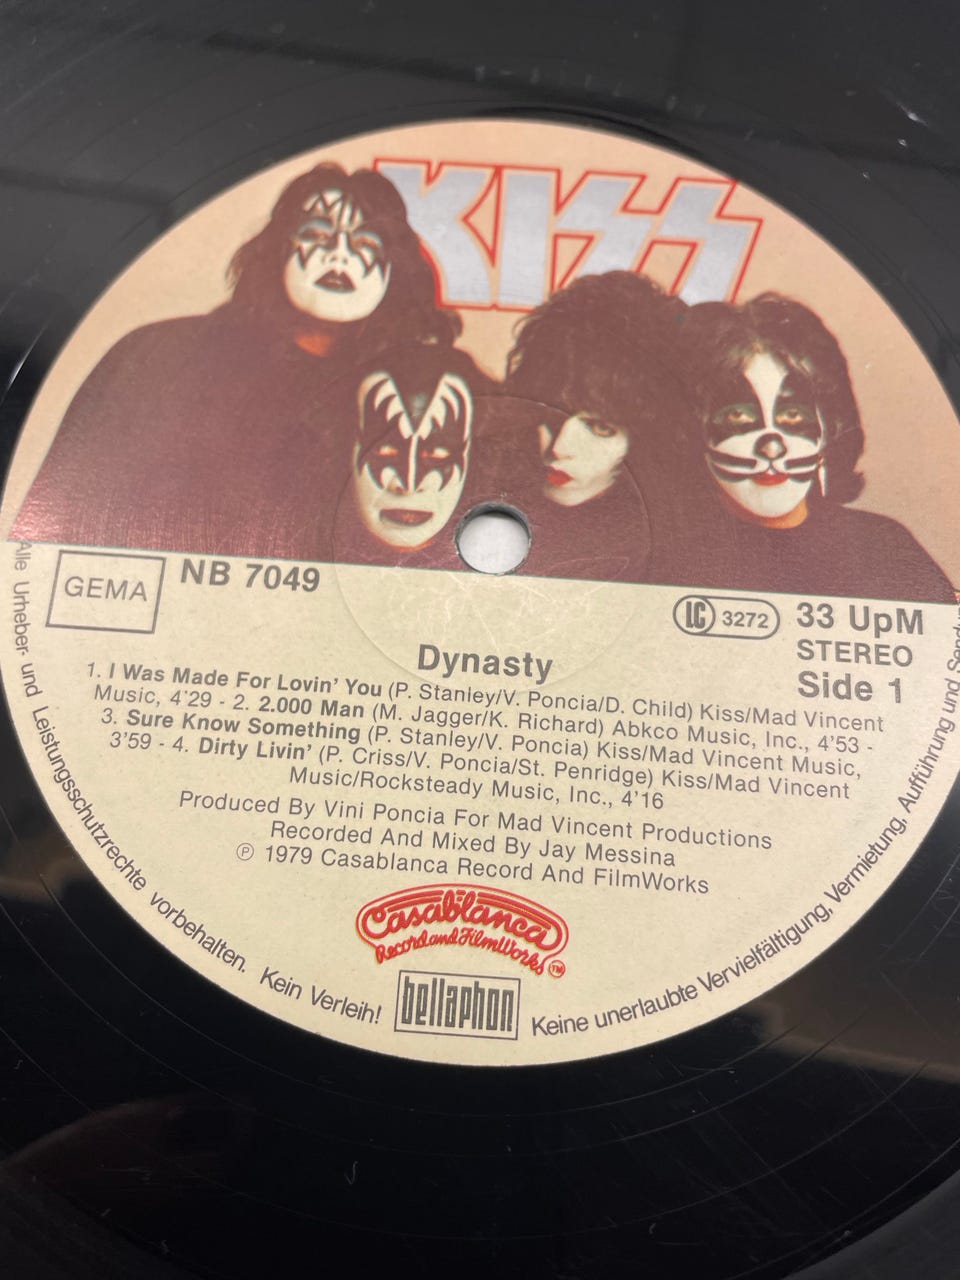 KISS
GEMA
NB 7049
LC 3272
33 UpM
STEREO
Side 1
Dynasty
1. I Was Made For Lovin' You (P. Stanley/V. Poncia/D. Child) Kiss/Mad Vincent
Music, 4'29 - 2. 2.000 Man (M. Jagger/K. Richard) Abkco Music, Inc., 4'53 -
3. Sure Know Something (P. Stanley/V. Poncia) Kiss/Mad Vincent Music,
3'59 - 4. Dirty Livin' (P. Criss/V. Poncia/St. Penridge) Kiss/Mad Vincent
Music/Rocksteady Music, Inc., 4'16
Produced By Vini Poncia For Mad Vincent Productions
Recorded And Mixed By Jay Messina
℗ 1979 Casablanca Record And FilmWorks
Casablanca
Record and FilmWorks TM
bellaphon
Alle Urheber- und Leistungsschutzrechte vorbehalten. Kein Verleih! Keine unerlaubte Vervielfältigung, Vermietung, Aufführung und